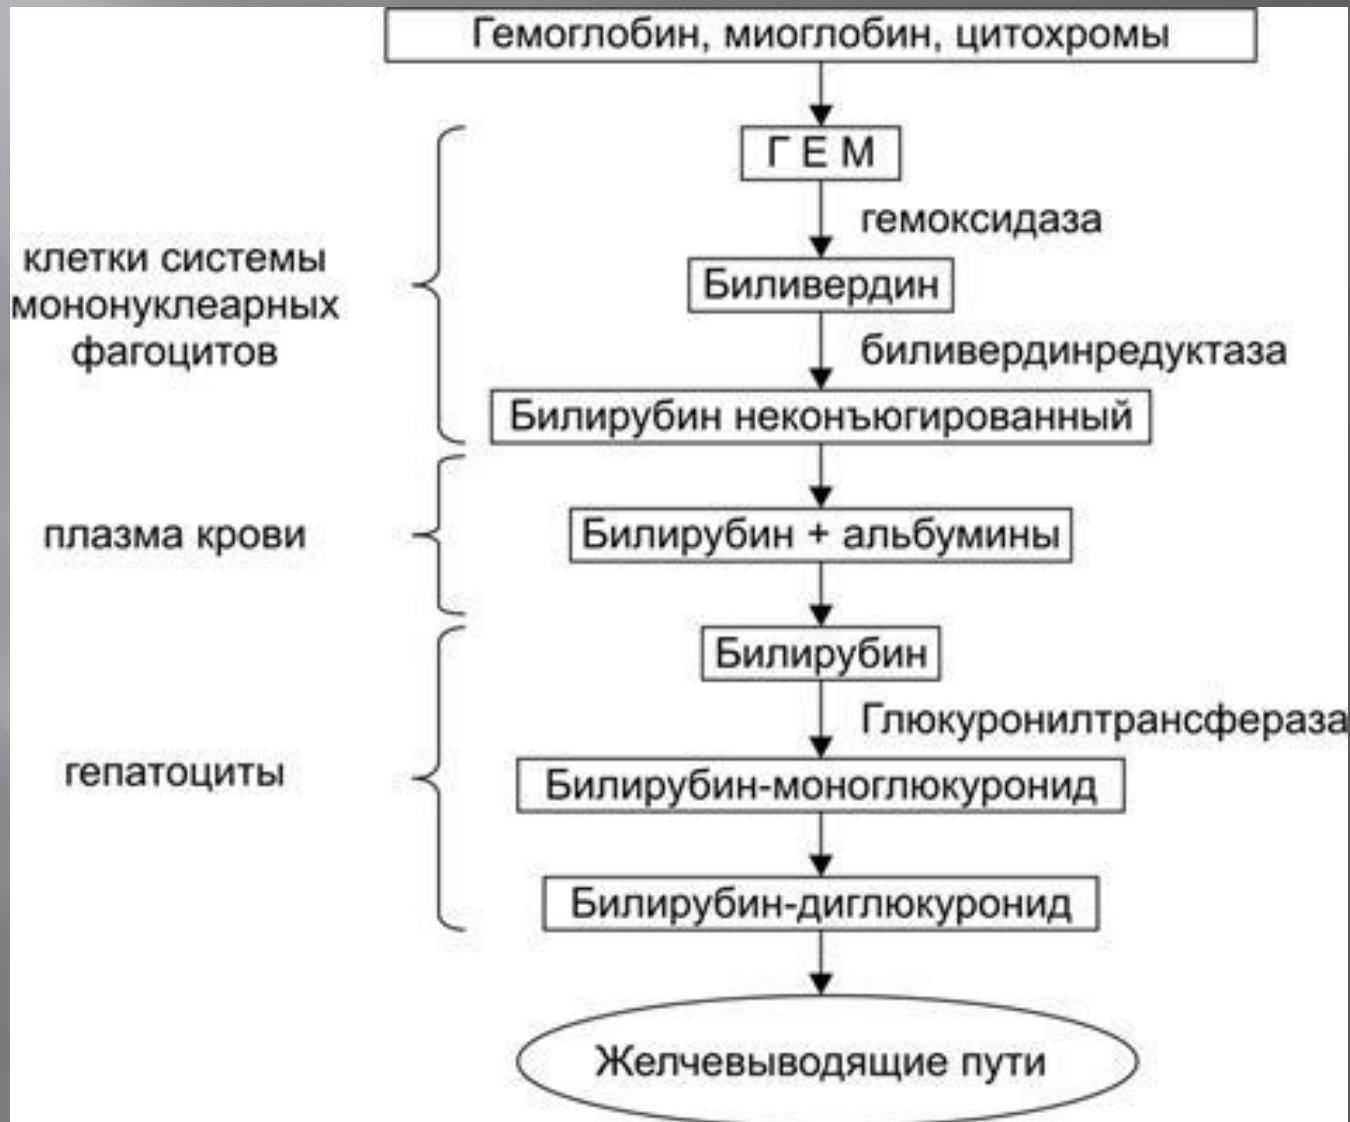 Гемоглобин, миоглобин, цитохромы
Г Е М
гемоксидаза
клетки системы
мононуклеарных
фагоцитов
Биливердин
биливердинредуктаза
Билирубин неконъюгированный
плазма крови
Билирубин + альбумины
Билирубин
Глюкуронилтрансфераза
гепатоциты
Билирубин-моноглюкуронид
Билирубин-диглюкуронид
Желчевыводящие пути